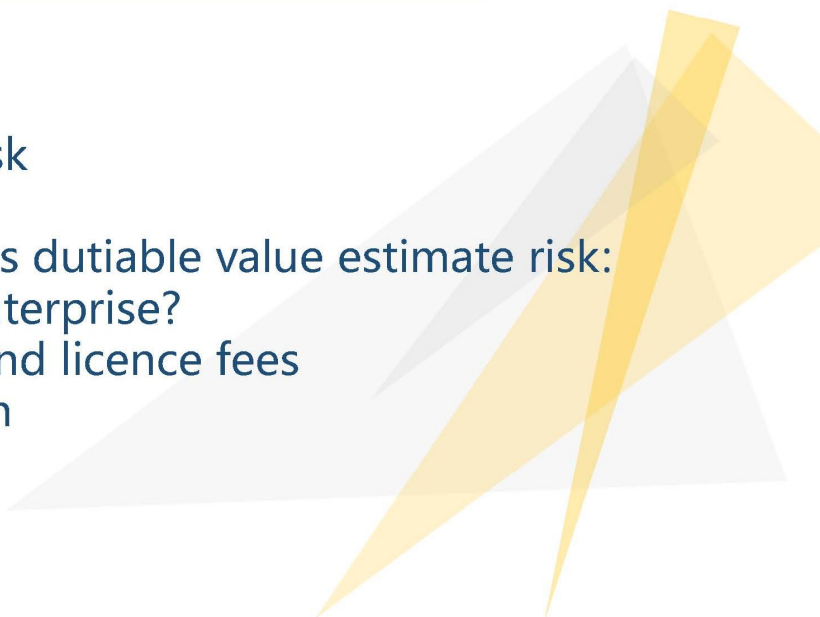 sk
s dutiable value estimate risk:
terprise?
nd licence fees
n